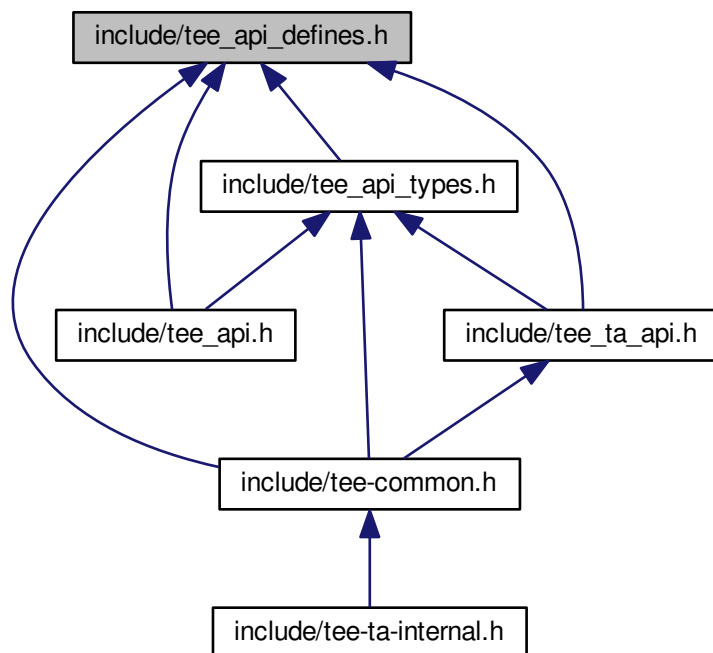 include/tee_api_defines.h
include/tee_api_types.h
include/tee_api.h
include/tee_ta_api.h
include/tee-common.h
include/tee-ta-internal.h